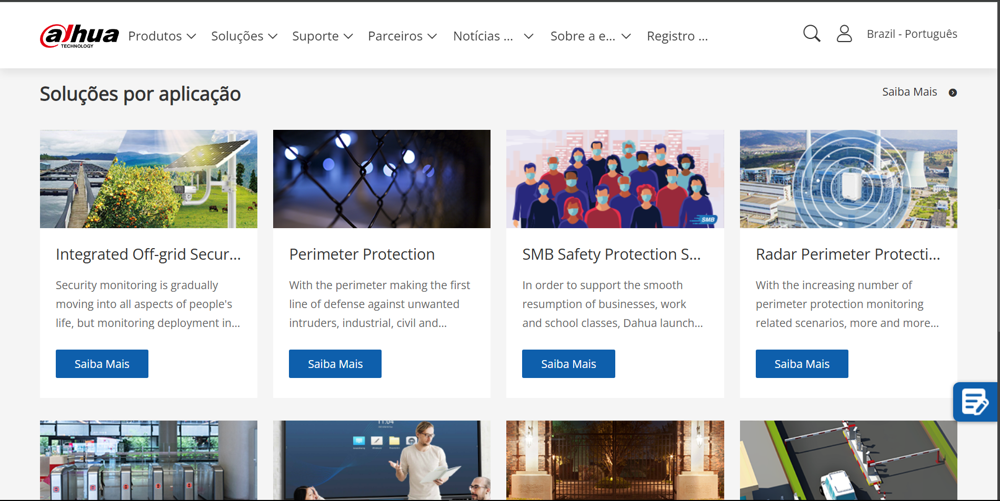 alhua
TECHNOLOGY
Produtos
Soluções
Suporte
Parceiros
Notícias ...
Sobre a e...
Registro ...
Brazil - Português
Soluções por aplicação
Saiba Mais
SMB
Integrated Off-grid Secur...
Security monitoring is gradually
moving into all aspects of people's
life, but monitoring deployment in...
Saiba Mais
Perimeter Protection
With the perimeter making the first
line of defense against unwanted
intruders, industrial, civil and...
Saiba Mais
SMB Safety Protection S...
In order to support the smooth
resumption of businesses, work
and school classes, Dahua launch...
Saiba Mais
Radar Perimeter Protecti...
With the increasing number of
perimeter protection monitoring
related scenarios, more and more...
Saiba Mais
11:04